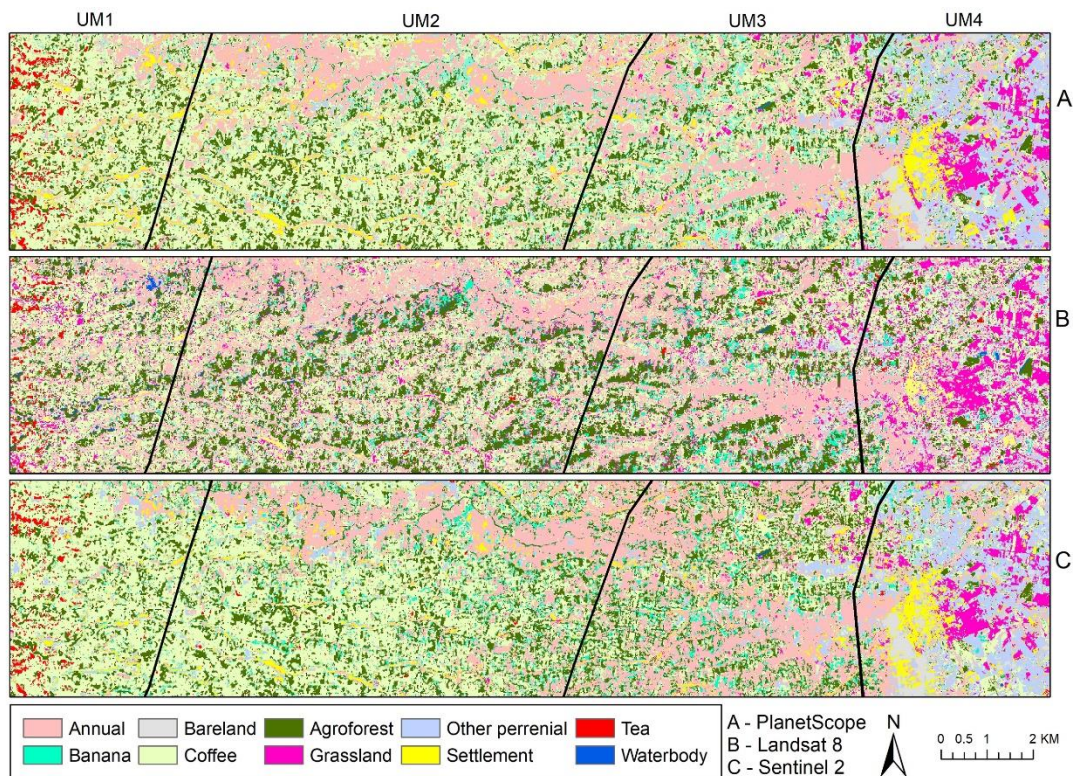 UM1 UM2 UM3 UM4
A
B
C
Annual Bareland Agroforest Other perrenial Tea
Banana Coffee Grassland Settlement Waterbody
A - PlanetScope
B - Landsat 8
C - Sentinel 2
N
0 0.5 1 2 KM